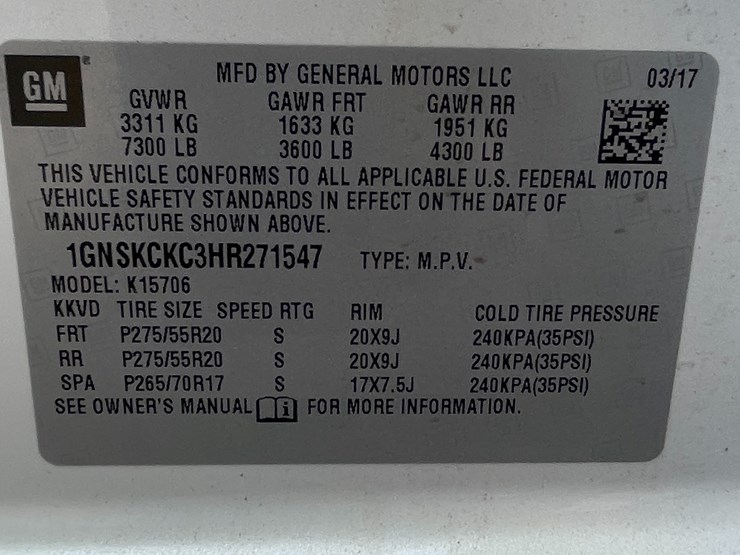 GM ®
MFD BY GENERAL MOTORS LLC 03/17
GVWR GAWR FRT GAWR RR
3311 KG 1633 KG 1951 KG
7300 LB 3600 LB 4300 LB
THIS VEHICLE CONFORMS TO ALL APPLICABLE U.S. FEDERAL MOTOR
VEHICLE SAFETY STANDARDS IN EFFECT ON THE DATE OF
MANUFACTURE SHOWN ABOVE.
1GNSKCKC3HR271547 TYPE: M.P.V.
MODEL: K15706
KKVD TIRE SIZE SPEED RTG RIM COLD TIRE PRESSURE
FRT P275/55R20 S 20X9J 240KPA(35PSI)
RR P275/55R20 S 20X9J 240KPA(35PSI)
SPA P265/70R17 S 17X7.5J 240KPA(35PSI)
SEE OWNER'S MANUAL i FOR MORE INFORMATION.